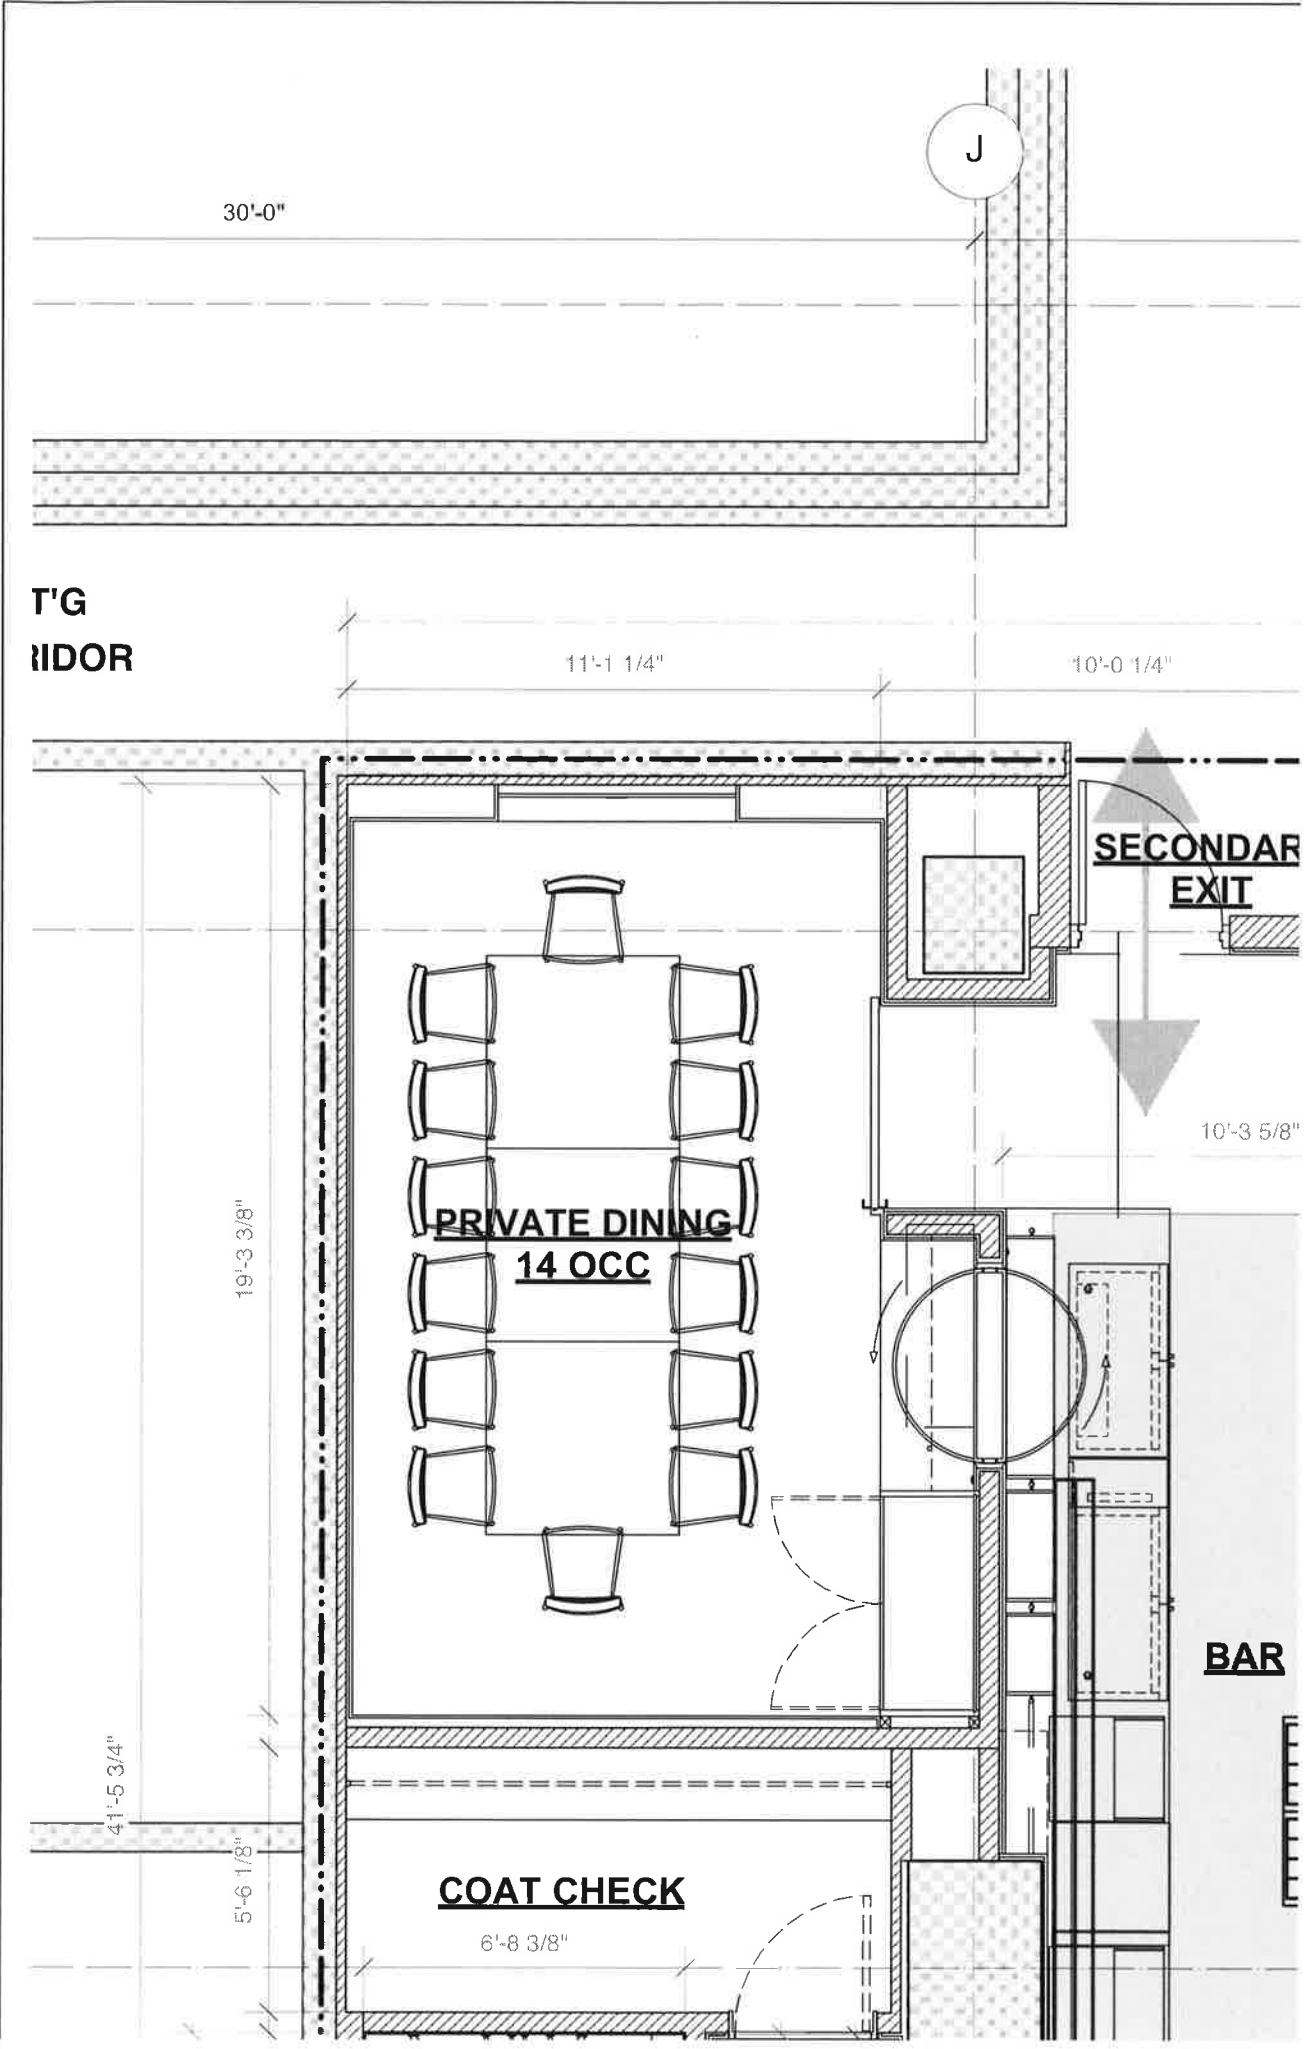 J
30'-0"
T'G
RIDOR
11'-1 1/4"
10'-0 1/4"
SECONDAR
EXIT
10'-3 5/8"
19'-3 3/8"
PRIVATE DINING
14 OCC
BAR
41'-5 3/4"
5'-6 1/8"
COAT CHECK
6'-8 3/8"